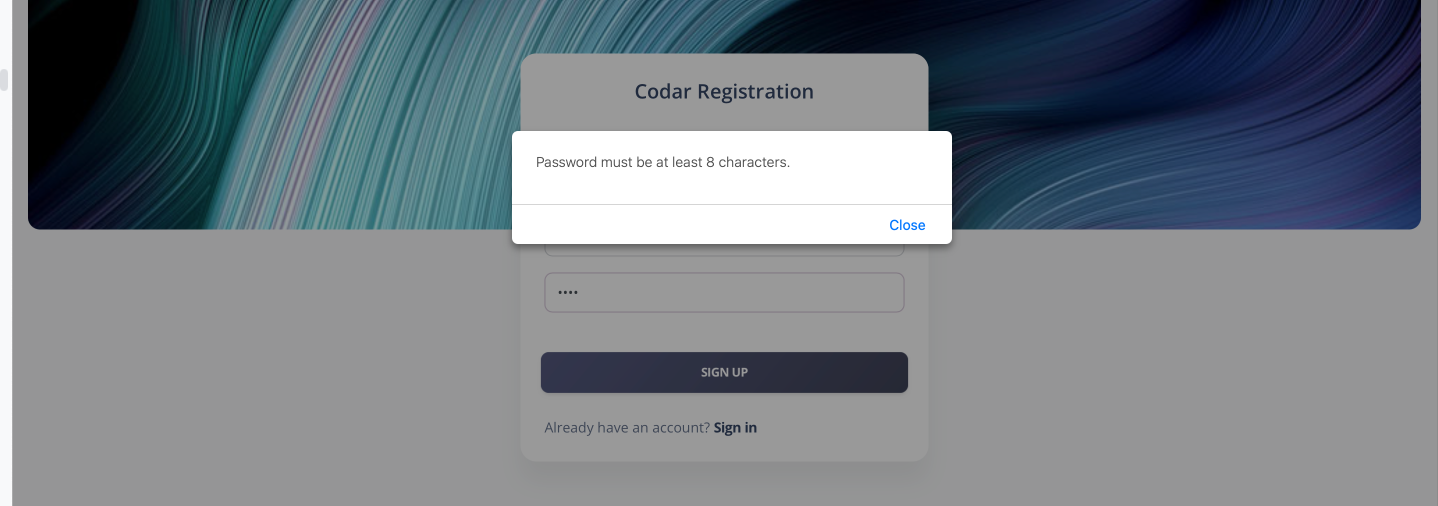 Codar Registration
Password must be at least 8 characters.
Close
••••
SIGN UP
Already have an account? Sign in